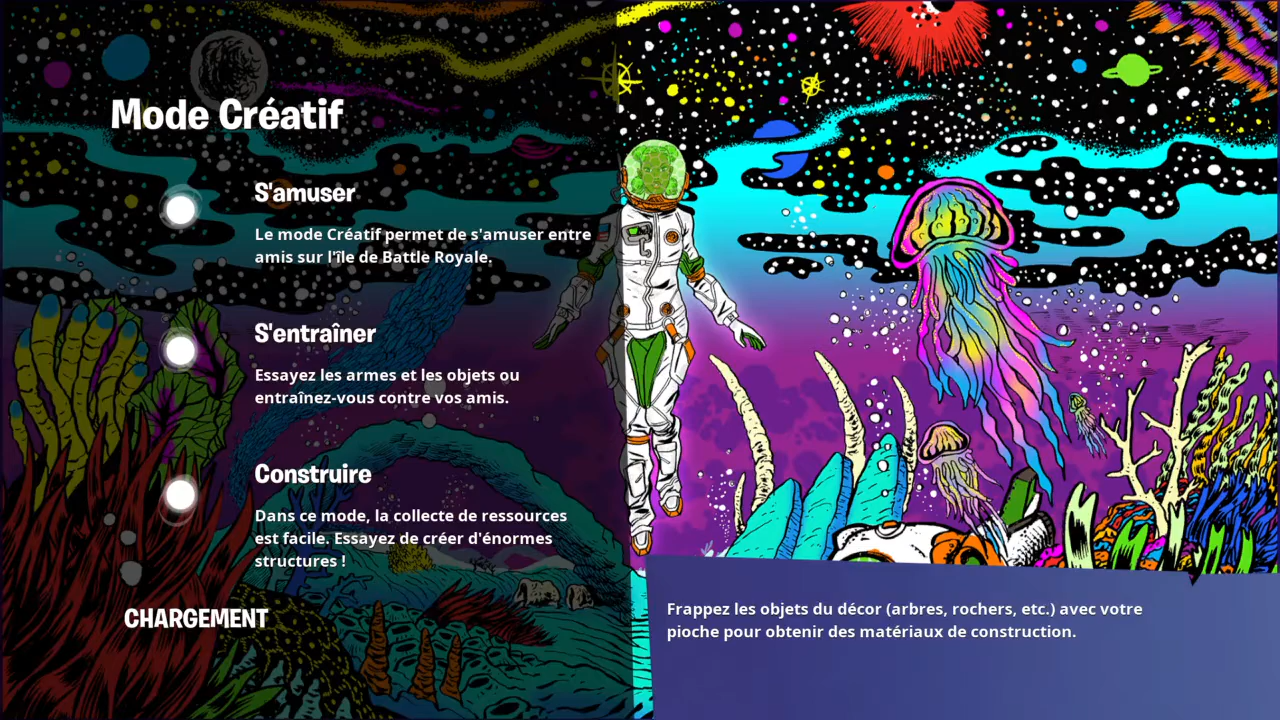 Mode Créatif
S'amuser
Le mode Créatif permet de s'amuser entre
amis sur l'île de Battle Royale.
S'entraîner
Essayez les armes et les objets ou
entraînez-vous contre vos amis.
Construire
Dans ce mode, la collecte de ressources
est facile. Essayez de créer d'énormes
structures !
CHARGEMENT
Frappez les objets du décor (arbres, rochers, etc.) avec votre
pioche pour obtenir des matériaux de construction.